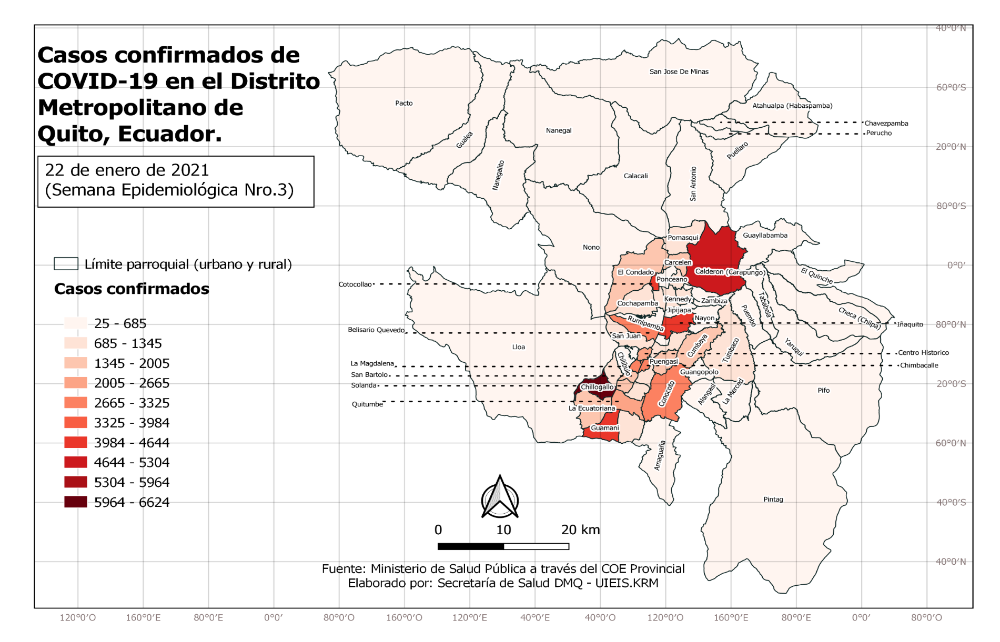 Casos confirmados de
COVID-19 en el Distrito
Metropolitano de
Quito, Ecuador.
22 de enero de 2021
(Semana Epidemiológica Nro.3)
Límite parroquial (urbano y rural)
Casos confirmados
25 - 685
685 - 1345
1345 - 2005
2005 - 2665
2665 - 3325
3325 - 3984
3984 - 4644
4644 - 5304
5304 - 5964
5964 - 6624
San Jose De Minas
Pacto
Atahualpa (Habaspamba)
Chavezpamba
Perucho
Nanegal
Gualea
Puellaro
Nanegalito
Calacali
San Antonio
Guayllabamba
Pomasqui
Nono
Carcelen
El Condado
Calderon (Carapungo)
El Quinche
Ponceano
Cotocollao
Kennedy
Zambiza
Cochapamba
Jipijapa
Tababela
Puembo
Checa (Chilpa)
Nayon
Rumipamba
Iñaquito
Belisario Quevedo
San Juan
Lloa
Cumbaya
Tumbaco
Yaruqui
Centro Historico
La Magdalena
Chilibulo
Puengasi
Chimbacalle
San Bartolo
Guangopolo
Solanda
Chillogallo
Conocoto
Alangasi
La Merced
Pifo
Quitumbe
La Ecuatoriana
Guamani
Amaguaña
Pintag
0 10 20 km
Fuente: Ministerio de Salud Pública a través del COE Provincial
Elaborado por: Secretaría de Salud DMQ - UIEIS.KRM
40°0′N
60°0′S
20°0′N
80°0′S
0°0′
80°0′N
20°0′S
60°0′N
40°0′S
40°0′N
120°0′O 160°0′E 80°0′E 0°0′ 80°0′O 160°0′O 120°0′E 40°0′E 40°0′O 120°0′O 160°0′E 80°0′E 0°0′ 80°0′O